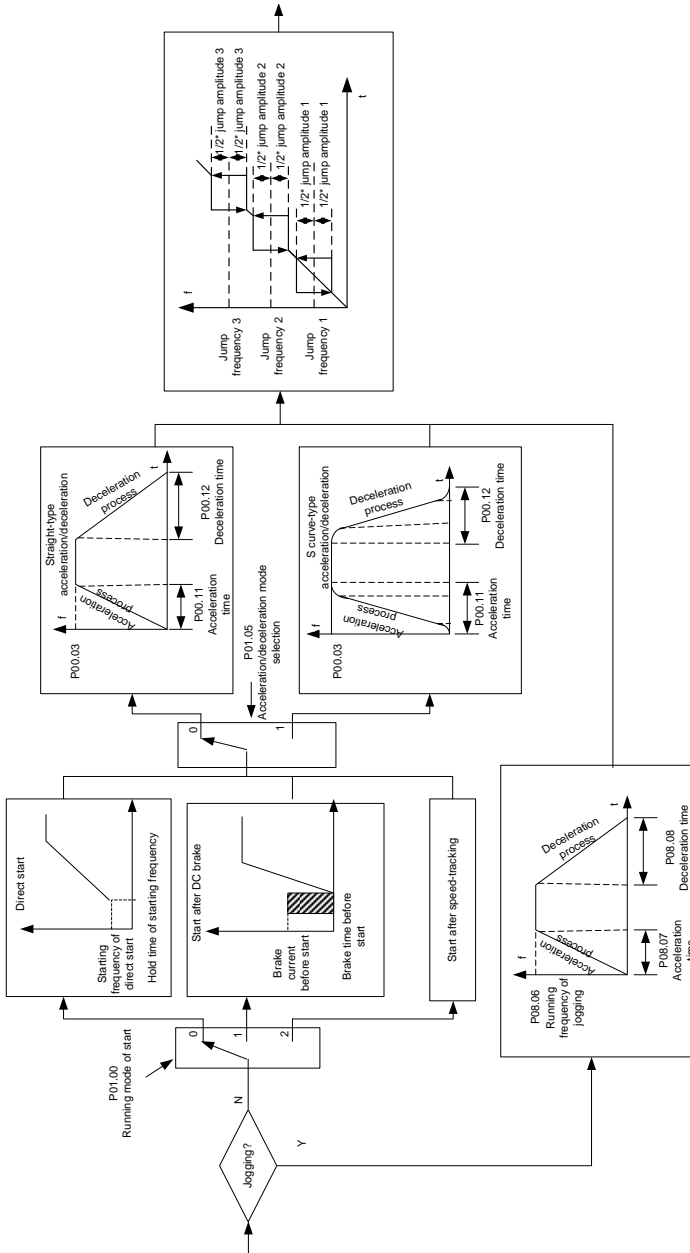 Jogging?
N
Y
P01.00
Running mode of start
0
1
2
Direct start
Starting
frequency of
direct start
Hold time of starting frequency
Start after DC brake
Brake
current
before start
Brake time before
start
Start after speed-tracking
0
1
P01.05
Acceleration/deceleration mode
selection
f
P00.03
Straight-type
acceleration/deceleration
Acceleration
process
Deceleration
process
t
P00.11
Acceleration
time
P00.12
Deceleration time
f
P00.03
S curve-type
acceleration/deceleration
Acceleration
process
Deceleration
process
t
P00.11
Acceleration
time
P00.12
Deceleration time
f
P08.06
Running
frequency of
jogging
Acceleration
process
Deceleration
process
t
P08.07
Acceleration
P08.08
Deceleration time
f
Jump
frequency 3
Jump
frequency 2
Jump
frequency 1
1/2* jump amplitude 3
1/2* jump amplitude 3
1/2* jump amplitude 2
1/2* jump amplitude 2
1/2* jump amplitude 1
1/2* jump amplitude 1
t